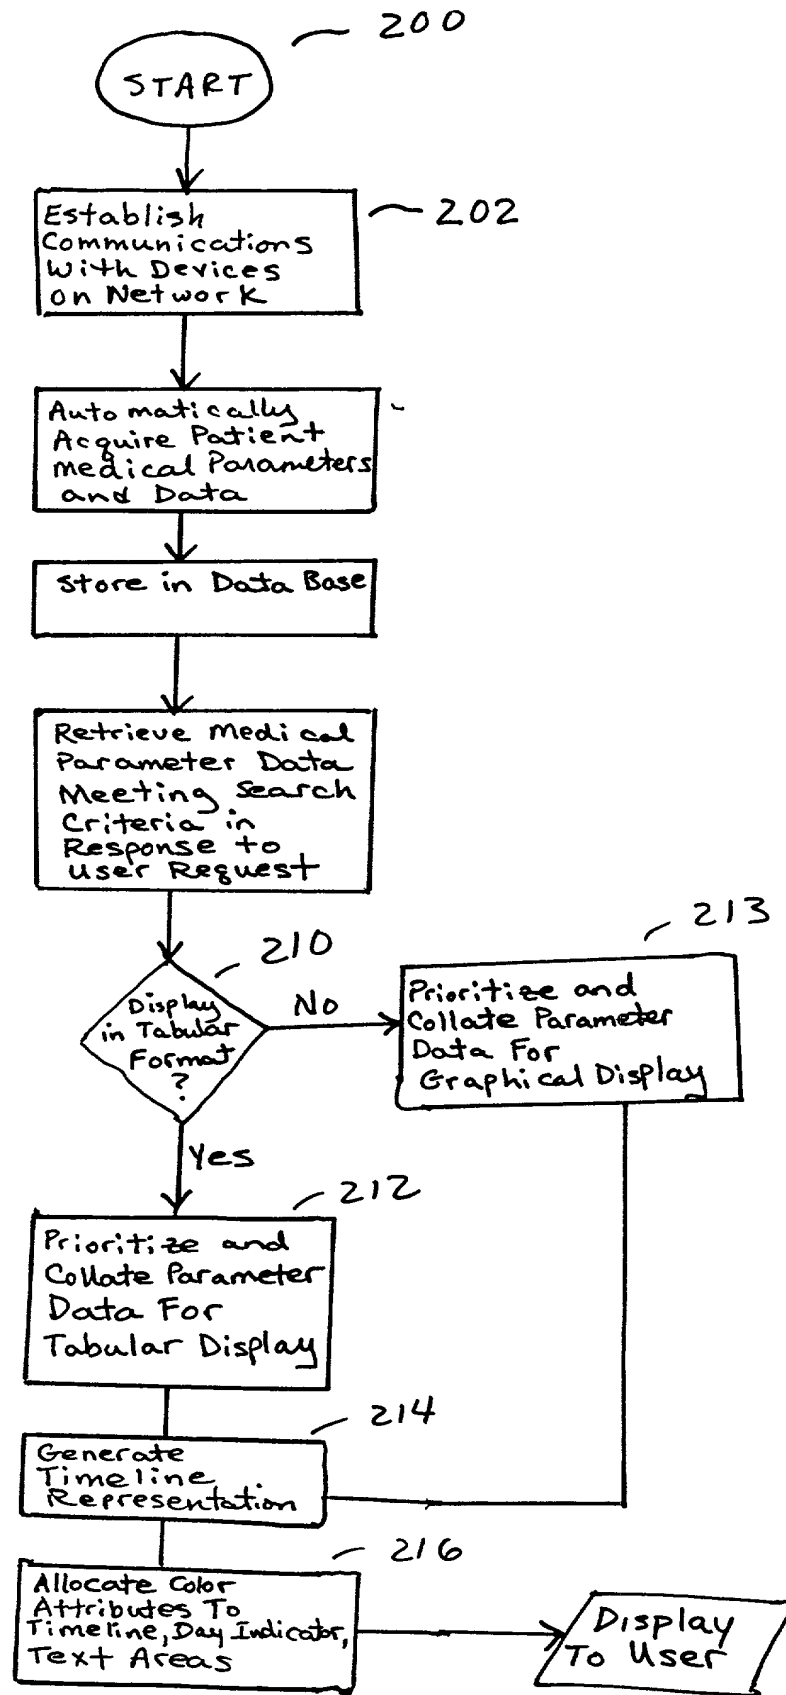 200
START
202
Establish
Communications
With Devices
on Network
Automatically
Acquire Patient
medical Parameters
and Data
Store in Data Base
Retrieve medical
Parameter Data
Meeting Search
Criteria in
Response to
User Request
210
Display
in Tabular
Format
?
No
213
Prioritize and
Collate Parameter
Data For
Graphical Display
Yes
212
Prioritize and
Collate Parameter
Data For
Tabular Display
214
Generate
Timeline
Representation
216
Allocate Color
Attributes To
Timeline, Day Indicator,
Text Areas
Display
To User